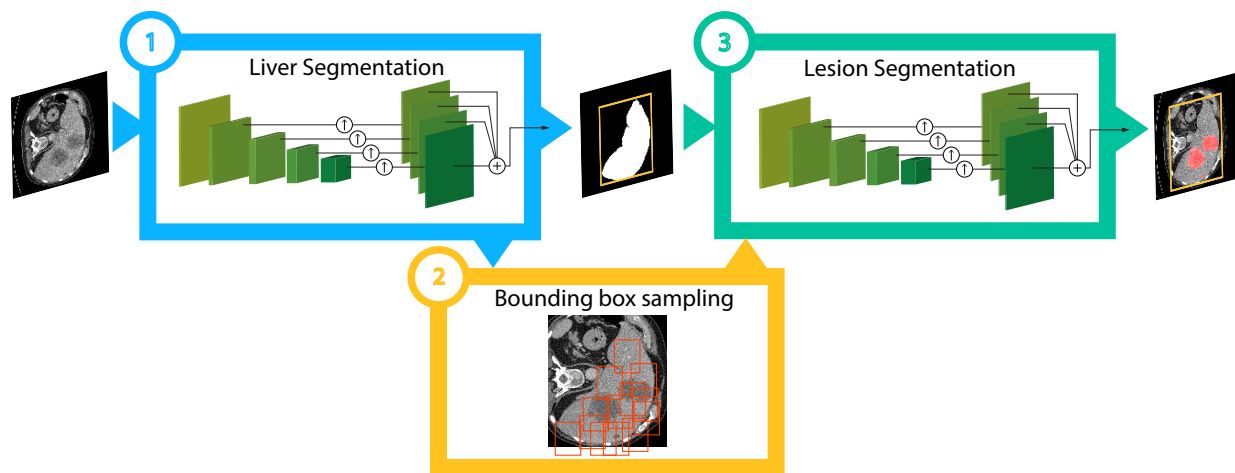 1
Liver Segmentation
3
Lesion Segmentation
2
Bounding box sampling